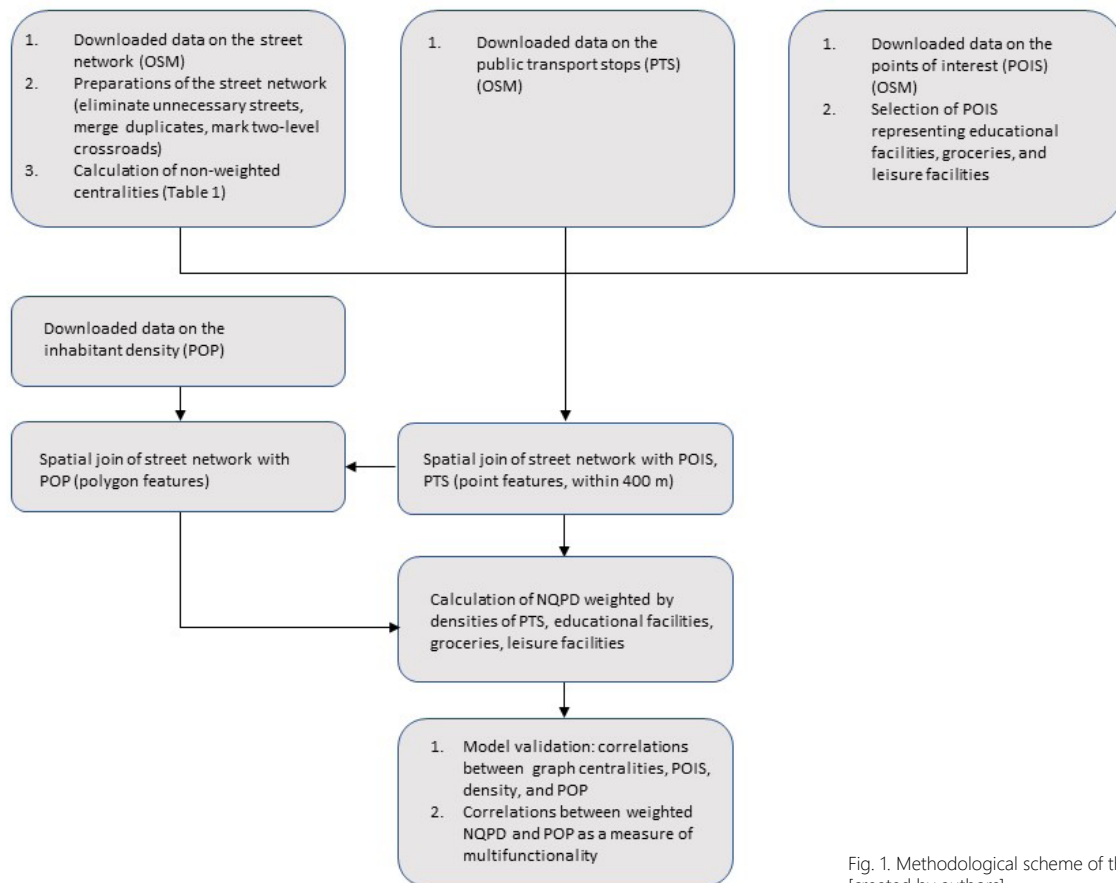 1. Downloaded data on the street
network (OSM)
2. Preparations of the street network
(eliminate unnecessary streets,
merge duplicates, mark two-level
crossroads)
3. Calculation of non-weighted
centralities (Table 1)
1. Downloaded data on the
public transport stops (PTS)
(OSM)
1. Downloaded data on the
points of interest (POIS)
(OSM)
2. Selection of POIS
representing educational
facilities, groceries, and
leisure facilities
Downloaded data on the
inhabitant density (POP)
Spatial join of street network with
POP (polygon features)
Spatial join of street network with POIS,
PTS (point features, within 400 m)
Calculation of NQPD weighted by
densities of PTS, educational facilities,
groceries, leisure facilities
1. Model validation: correlations
between graph centralities, POIS,
density, and POP
2. Correlations between weighted
NQPD and POP as a measure of
multifunctionality
Fig. 1. Methodological scheme of